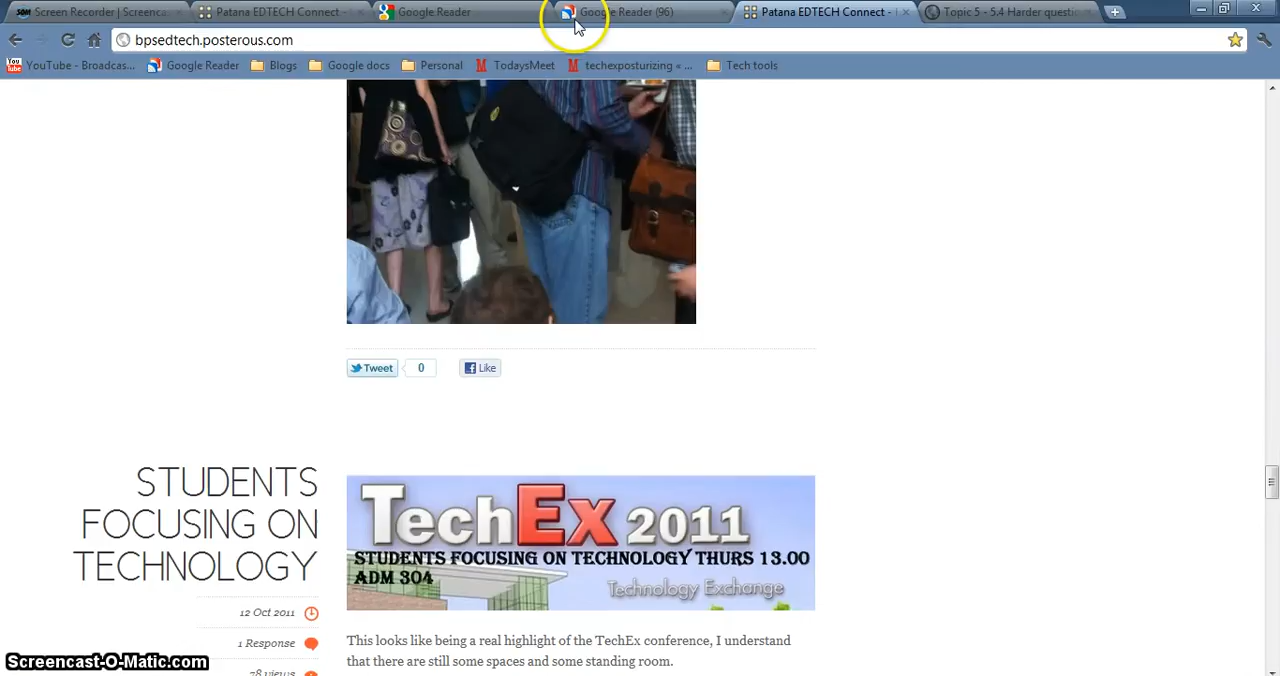 Screen Recorder | Screenca
Patana EDTECH Connect -
Google Reader
Google Reader (96)
Patana EDTECH Connect -
Topic 5 - 5.4 Harder questio
bpsedtech.posterous.com
YouTube - Broadcas...
Google Reader
Blogs
Google docs
Personal
TodaysMeet
techexposturizing « ...
Tech tools
Tweet
0
Like
STUDENTS
FOCUSING ON
TECHNOLOGY
12 Oct 2011
1 Response
78 views
TechEx 2011
STUDENTS FOCUSING ON TECHNOLOGY THURS 13.00
ADM 304
Technology Exchange
This looks like being a real highlight of the TechEx conference, I understand
that there are still some spaces and some standing room.
Screencast-O-Matic.com